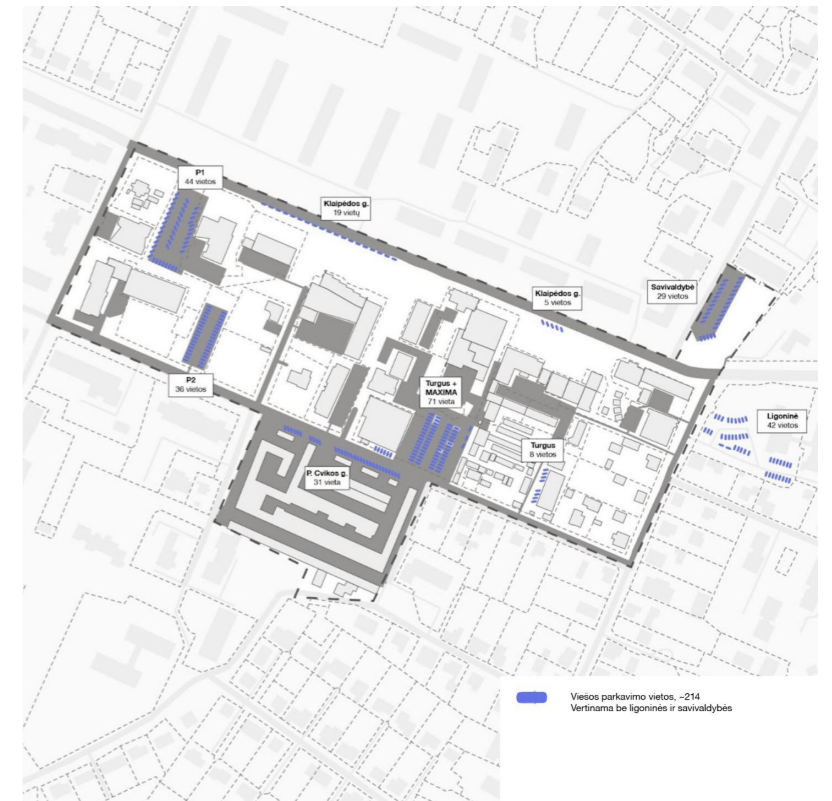 P1
44 vietos
Klaipėdos g.
19 vietų
Klaipėdos g.
5 vietos
Savivaldybė
29 vietos
P2
36 vietos
Turgus +
MAXIMA
71 vieta
Ligoninė
42 vietos
Turgus
8 vietos
P. Cvikos g.
31 vieta
Viešos parkavimo vietos, ~214
Vertinama be ligoninės ir savivaldybės